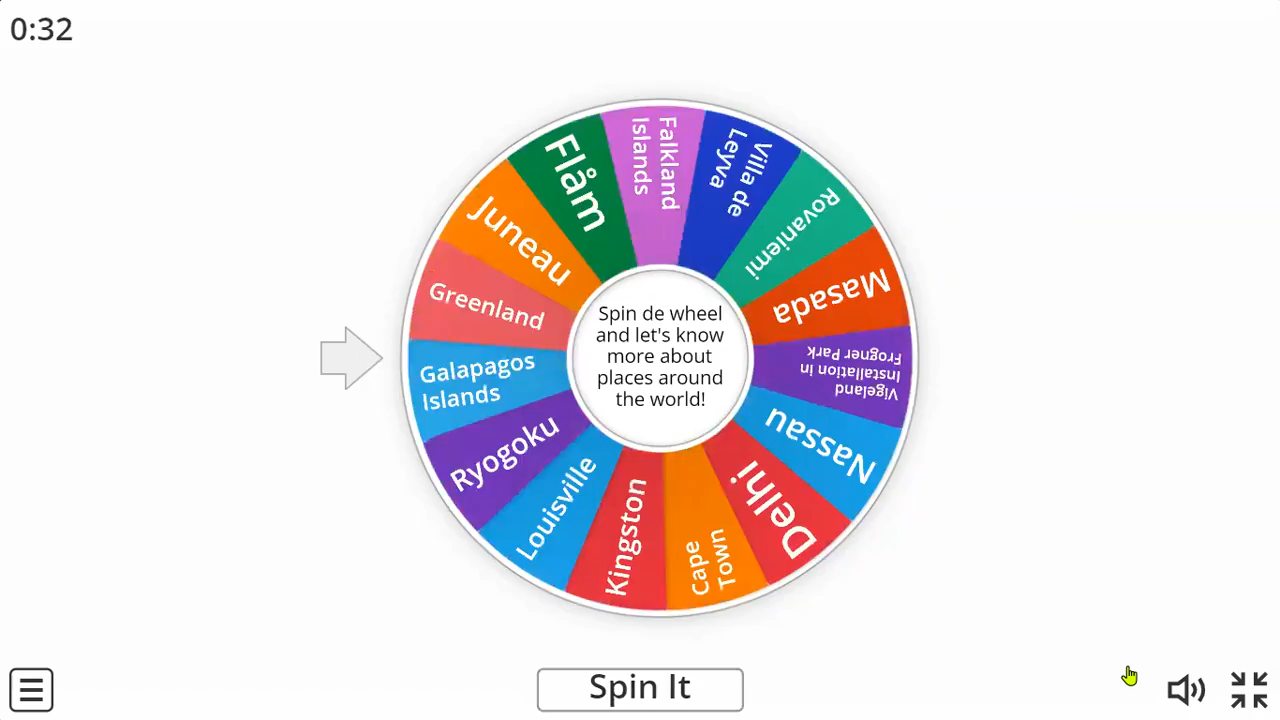 0:32
Falkland
Islands
Villa de
Leyva
Rovaniemi
Masada
Vigeland
Installation in
Frogner Park
Nassau
Delhi
Cape
Town
Kingston
Louisville
Ryogoku
Galapagos
Islands
Greenland
Juneau
Flåm
Spin de wheel
and let's know
more about
places around
the world!
Spin It